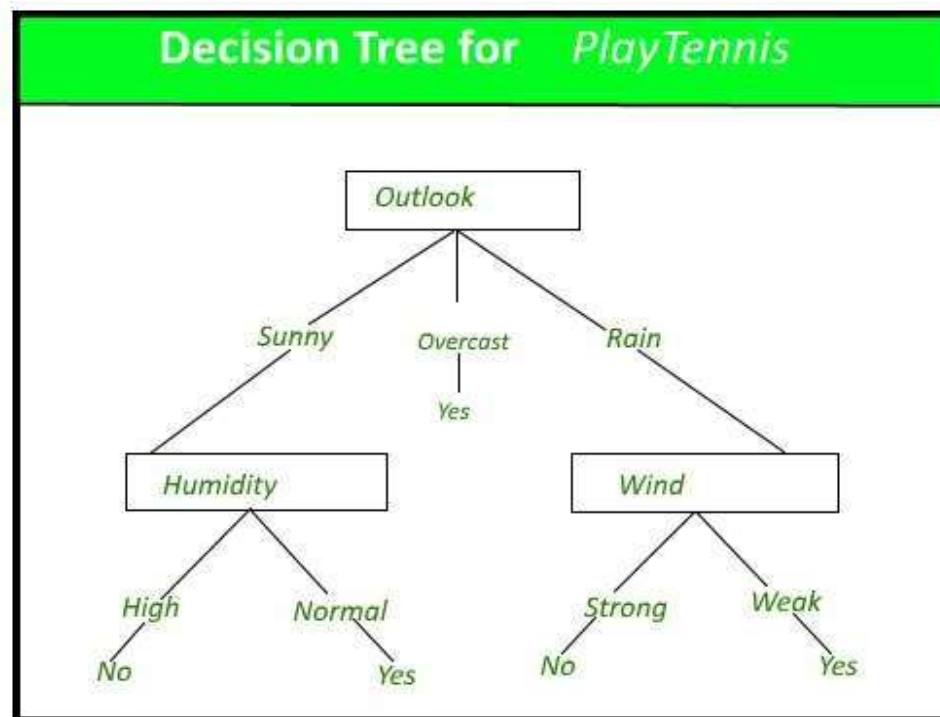 Decision Tree for PlayTennis
Outlook
Sunny
Overcast
Rain
Yes
Humidity
Wind
High
Normal
Strong
Weak
No
Yes
No
Yes